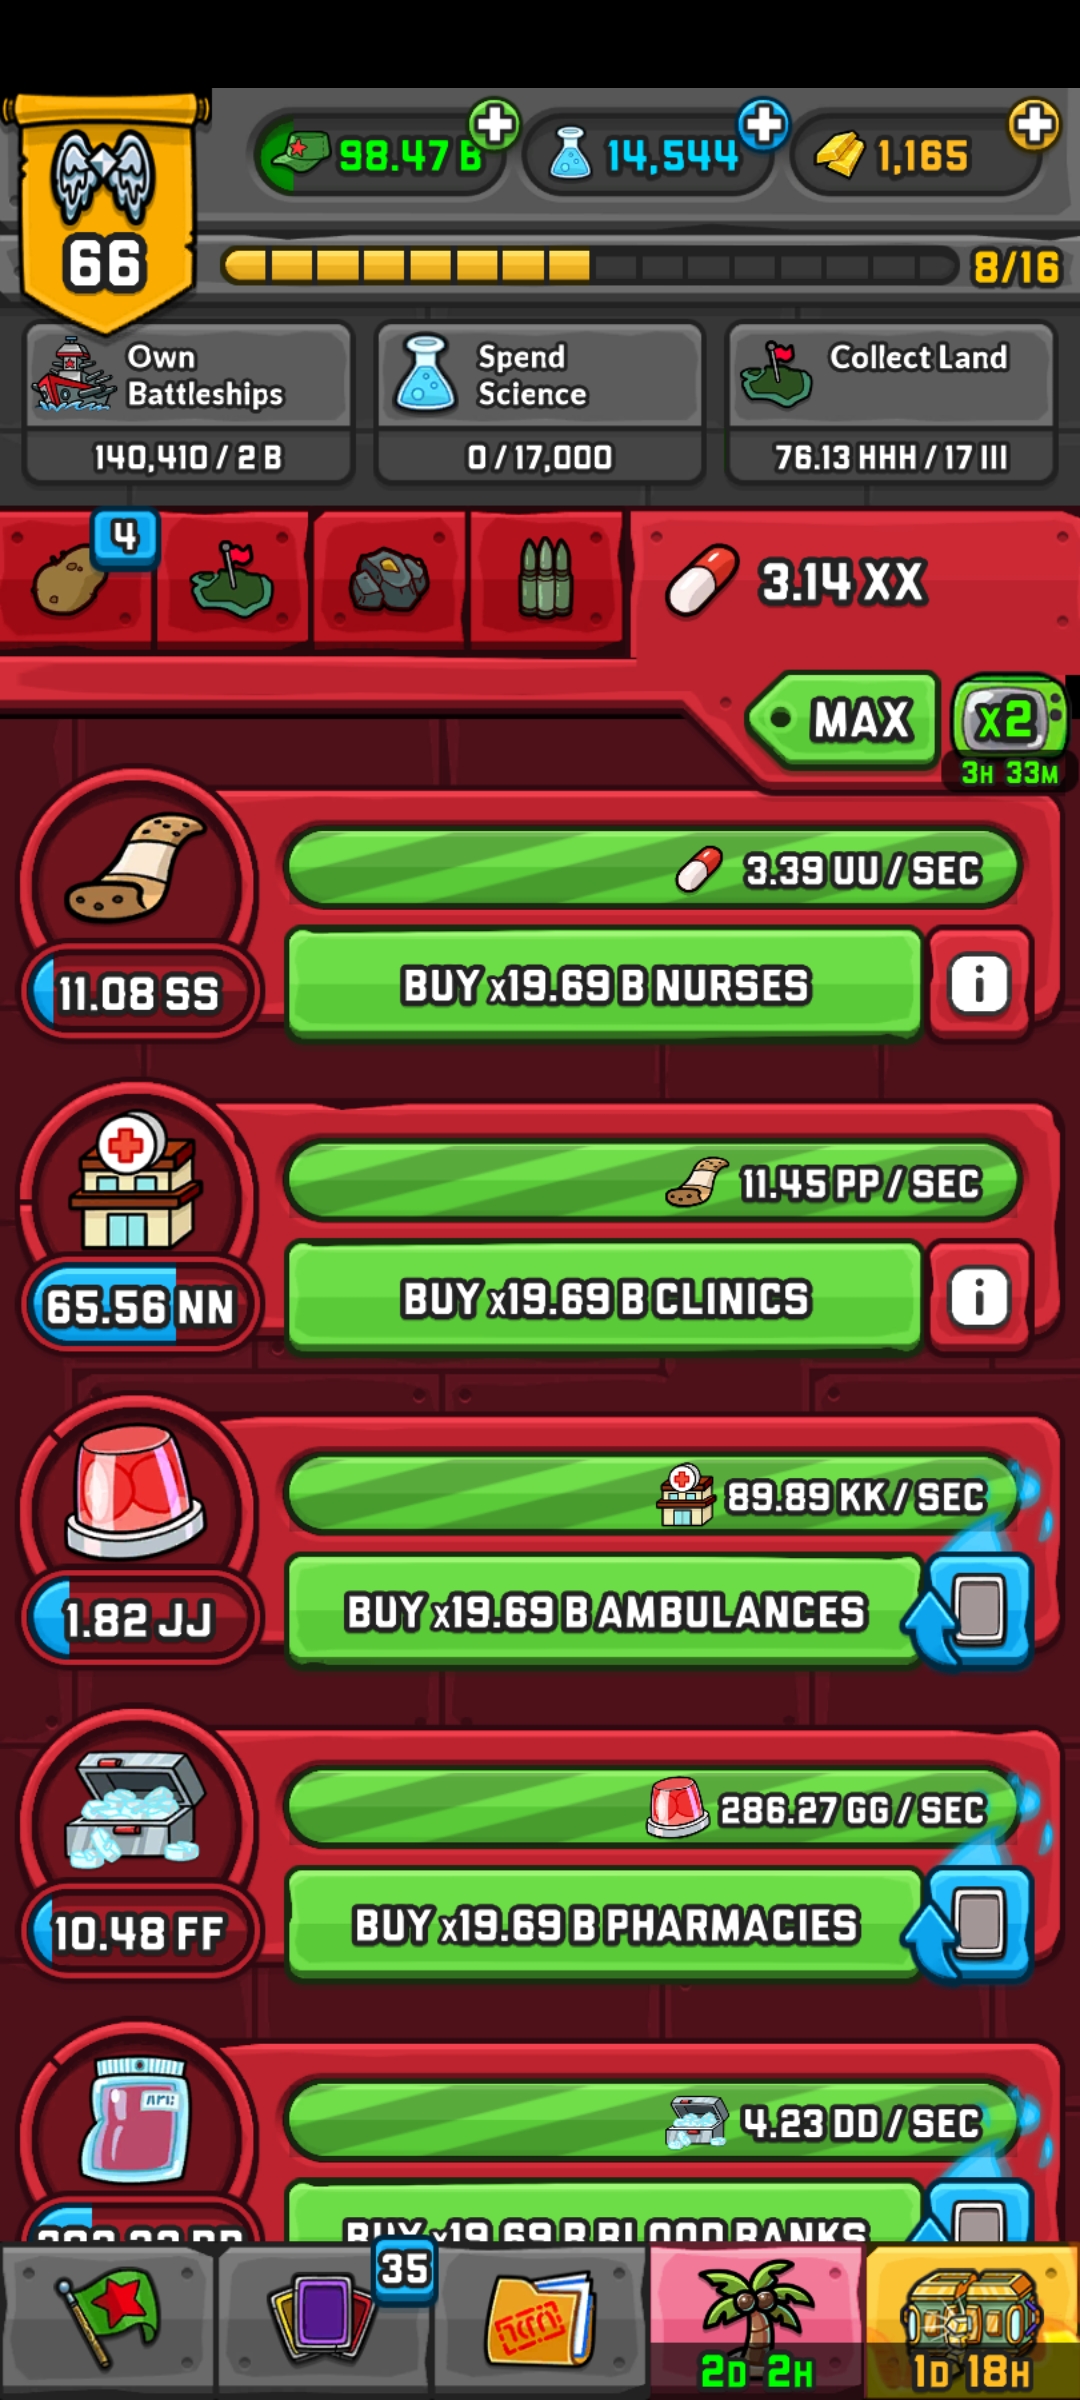 98.47 B
14,544
1,165
66
8/16
Own
Battleships
140,410 / 2 B
Spend
Science
0 / 17,000
Collect Land
76.13 HHH / 17 III
4
3.14 XX
MAX
x2
3H 33M
3.39 UU / SEC
11.08 SS
BUY x19.69 B NURSES
i
11.45 PP / SEC
65.56 NN
BUY x19.69 B CLINICS
i
89.89 KK / SEC
1.82 JJ
BUY x19.69 B AMBULANCES
286.27 GG / SEC
10.48 FF
BUY x19.69 B PHARMACIES
4.23 DD / SEC
BUY x19.69 B BLOOD BANKS
35
2D 2H
1D 18H